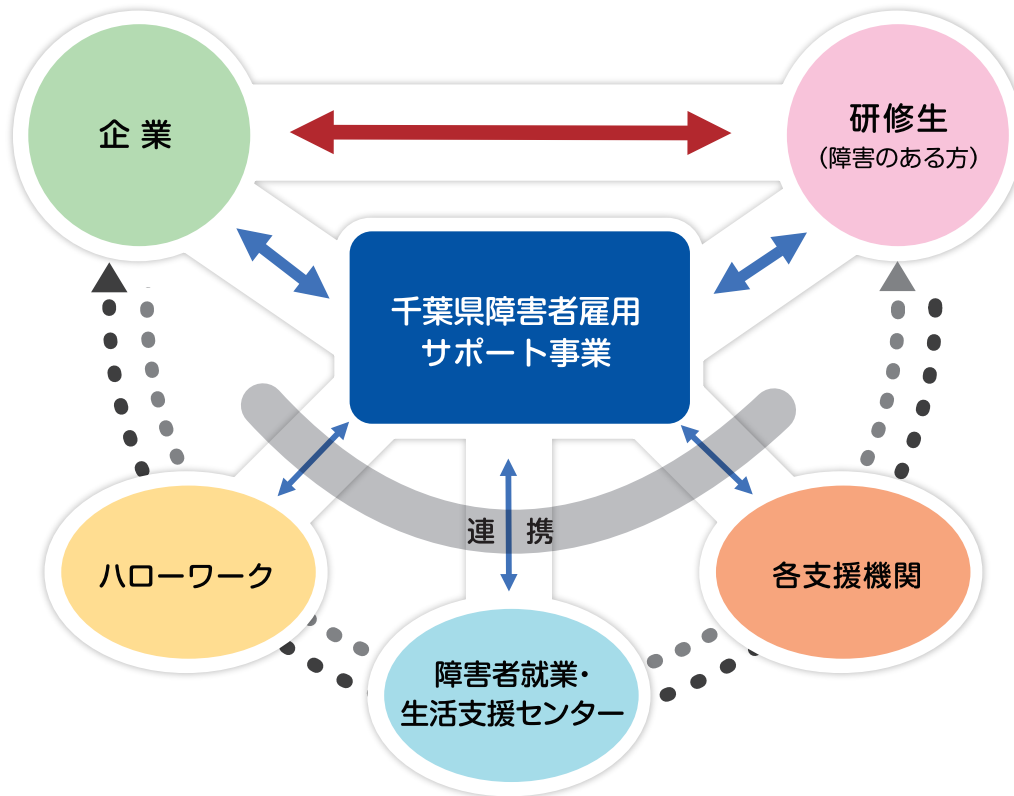 企業
研修生
(障害のある方)
千葉県障害者雇用
サポート事業
連携
ハローワーク
各支援機関
障害者就業・
生活支援センター